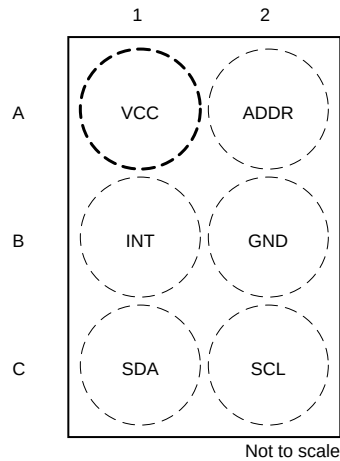 1 2
A VCC ADDR
B INT GND
C SDA SCL
Not to scale